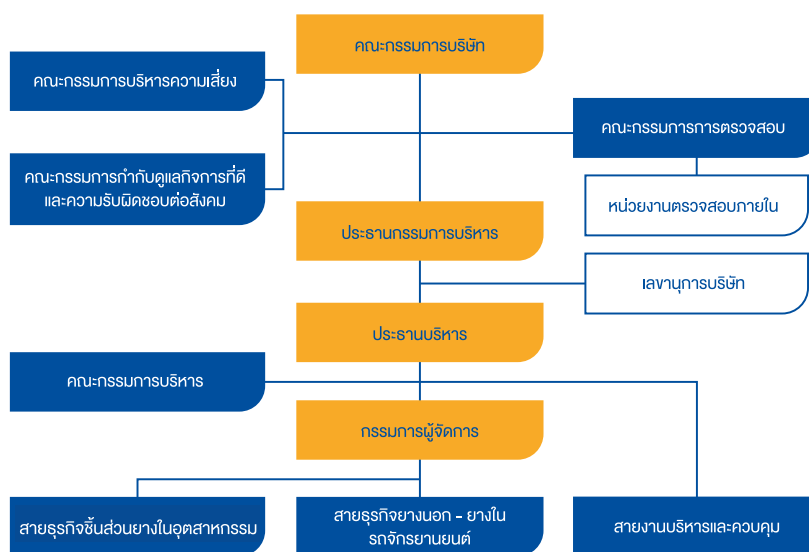 คณะกรรมการบริษัท
คณะกรรมการบริหารความเสี่ยง
คณะกรรมการการตรวจสอบ
คณะกรรมการกำกับดูแลกิจการที่ดี
และความรับผิดชอบต่อสังคม
หน่วยงานตรวจสอบภายใน
ประธานกรรมการบริหาร
เลขานุการบริษัท
ประธานบริหาร
คณะกรรมการบริหาร
กรรมการผู้จัดการ
สายธุรกิจชิ้นส่วนยางในอุตสาหกรรม
สายธุรกิจยางนอก - ยางใน
รถจักรยานยนต์
สายงานบริหารและควบคุม